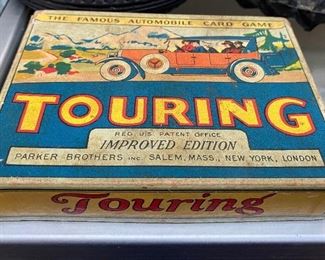 THE FAMOUS AUTOMOBILE CARD GAME
TOURING
REG. U.S. PATENT OFFICE
IMPROVED EDITION
PARKER BROTHERS INC. SALEM, MASS., NEW YORK, LONDON
Touring